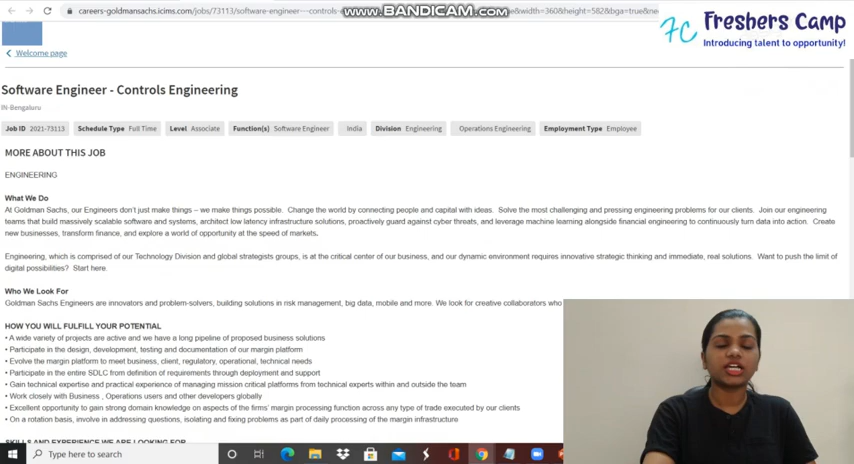 careers-goldmansachs.icims.com/jobs/73113/software-engineer---controls-e
www.BANDICAM.com
e&width=360&height=582&bga=true&nee
7C Freshers Camp
Introducing talent to opportunity!
Welcome page
Software Engineer - Controls Engineering
IN-Bengaluru
Job ID 2021-73113 Schedule Type Full Time Level Associate Function(s) Software Engineer India Division Engineering Operations Engineering Employment Type Employee
MORE ABOUT THIS JOB
ENGINEERING
What We Do
At Goldman Sachs, our Engineers don't just make things – we make things possible. Change the world by connecting people and capital with ideas. Solve the most challenging and pressing engineering problems for our clients. Join our engineering
teams that build massively scalable software and systems, architect low latency infrastructure solutions, proactively guard against cyber threats, and leverage machine learning alongside financial engineering to continuously turn data into action. Create
new businesses, transform finance, and explore a world of opportunity at the speed of markets.
Engineering, which is comprised of our Technology Division and global strategists groups, is at the critical center of our business, and our dynamic environment requires innovative strategic thinking and immediate, real solutions. Want to push the limit of
digital possibilities? Start here.
Who We Look For
Goldman Sachs Engineers are innovators and problem-solvers, building solutions in risk management, big data, mobile and more. We look for creative collaborators who
HOW YOU WILL FULFILL YOUR POTENTIAL
• A wide variety of projects are active and we have a long pipeline of proposed business solutions
• Participate in the design, development, testing and documentation of our margin platform
• Evolve the margin platform to meet business, client, regulatory, operational, technical needs
• Participate in the entire SDLC from definition of requirements through deployment and support
• Gain technical expertise and practical experience of managing mission critical platforms from technical experts within and outside the team
• Work closely with Business , Operations users and other developers globally
• Excellent opportunity to gain strong domain knowledge on aspects of the firms' margin processing function across any type of trade executed by our clients
• On a rotation basis, involve in addressing questions, isolating and fixing problems as part of daily processing of the margin infrastructure
SKILLS AND EXPERIENCE WE ARE LOOKING FOR
Type here to search